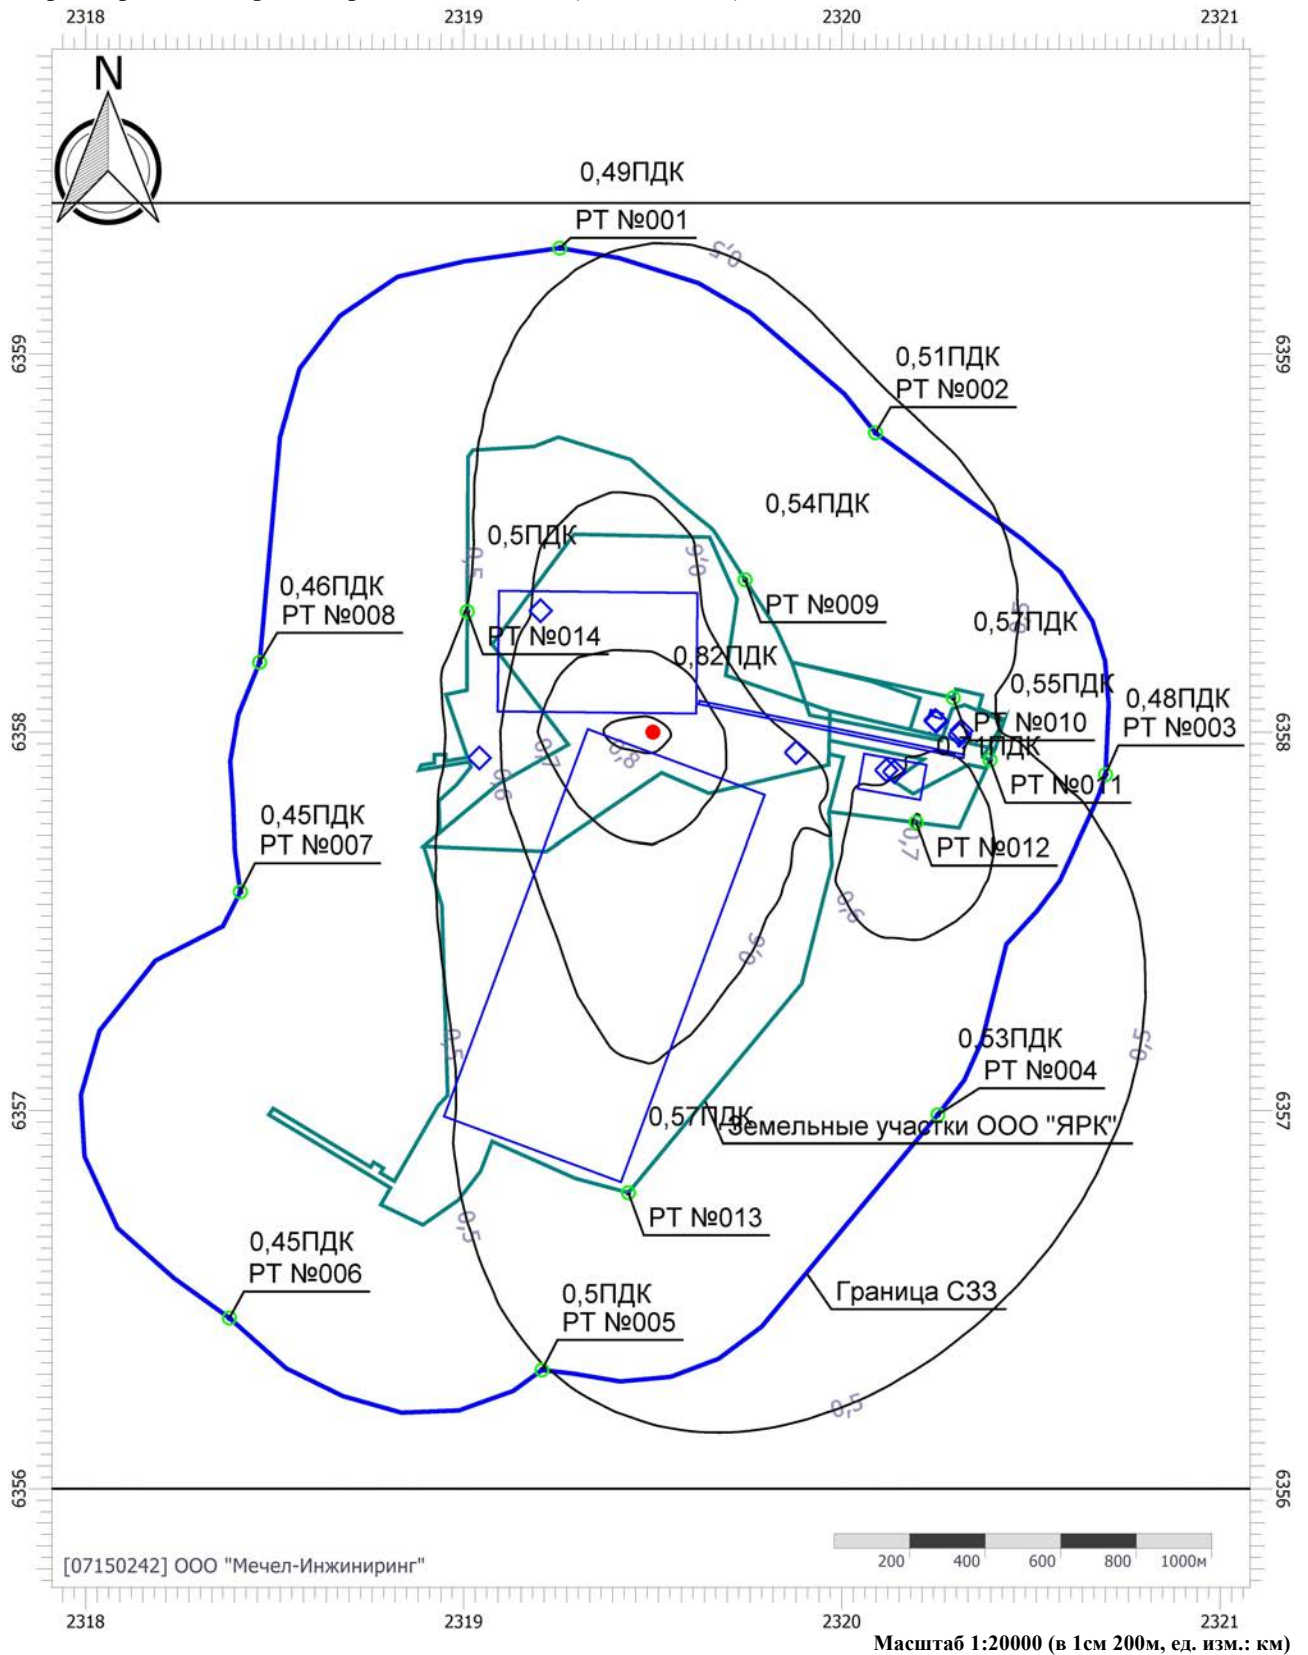 2318 2319 2320 2321
N
0,49ПДК
РТ №001
0,5
6359
6359
0,51ПДК
РТ №002
0,54ПДК
0,5ПДК
0,5
0,6
0,46ПДК
РТ №008
РТ №009
0,5
0,57ПДК
РТ №014
0,82ПДК
0,55ПДК
0,48ПДК
РТ №003
6358
6358
РТ №010
0,71ПДК
0,8
0,7
0,6
РТ №011
0,45ПДК
РТ №007
0,7
РТ №012
0,6
0,6
0,5
0,5
0,53ПДК
РТ №004
6357
6357
0,57ПДК
Земельные участки ООО "ЯРК"
РТ №013
0,5
0,45ПДК
РТ №006
0,5ПДК
РТ №005
Граница СЗЗ
0,5
6356
6356
200 400 600 800 1000м
[07150242] ООО "Мечел-Инжиниринг"
2318 2319 2320 2321
Масштаб 1:20000 (в 1см 200м, ед. изм.: км)